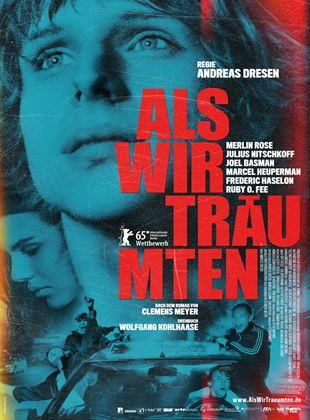 REGIE
ANDREAS DRESEN
ALS
WIR
TRÄU
MTEN
MERLIN ROSE
JULIUS NITSCHKOFF
JOEL BASMAN
MARCEL HEUPERMAN
FREDERIC HASELON
RUBY O. FEE
65
Wettbewerb
NACH DEM ROMAN VON
CLEMENS MEYER
DREHBUCH
WOLFGANG KOHLHAASE
www.AlsWirTraeumten.de